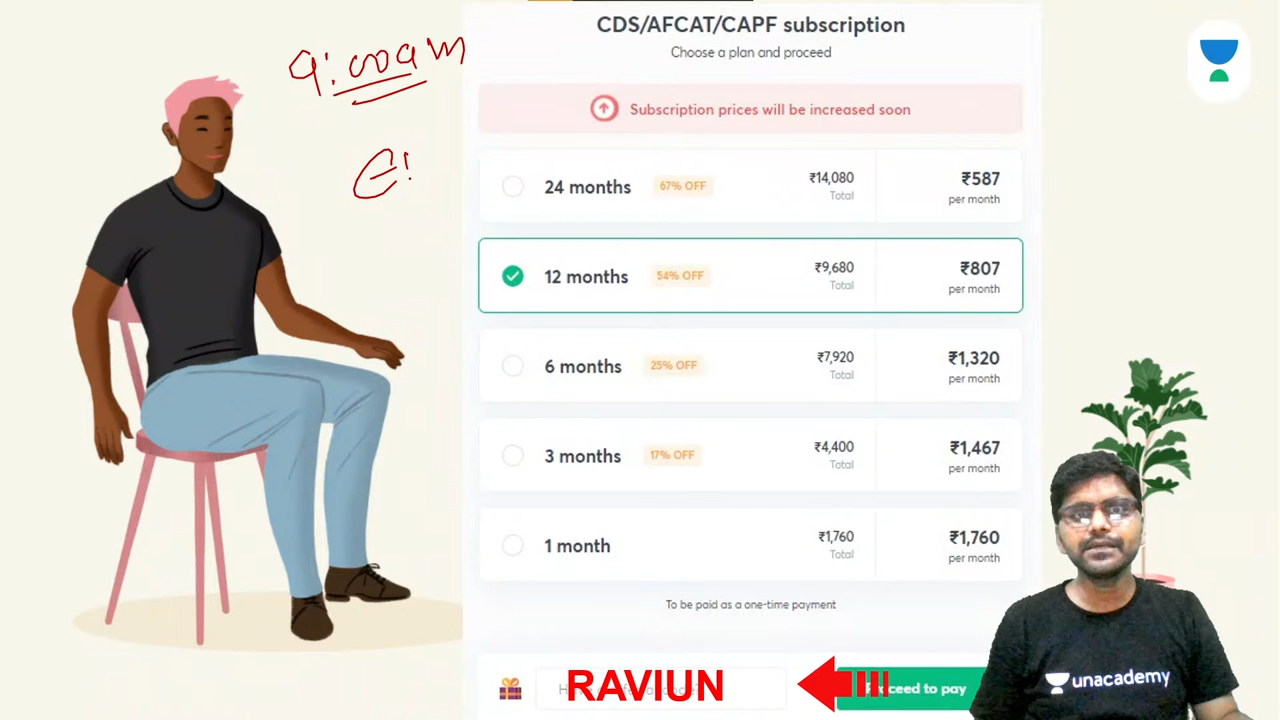 9:00am
CDS/AFCAT/CAPF subscription
Choose a plan and proceed
Subscription prices will be increased soon
24 months 67% OFF ₹14,080 ₹587
Total per month
12 months 54% OFF ₹9,680 ₹807
Total per month
6 months 25% OFF ₹7,920 ₹1,320
Total per month
3 months 17% OFF ₹4,400 ₹1,467
Total per month
1 month ₹1,760 ₹1,760
Total per month
To be paid as a one-time payment
RAVIUN
Proceed to pay
unacademy